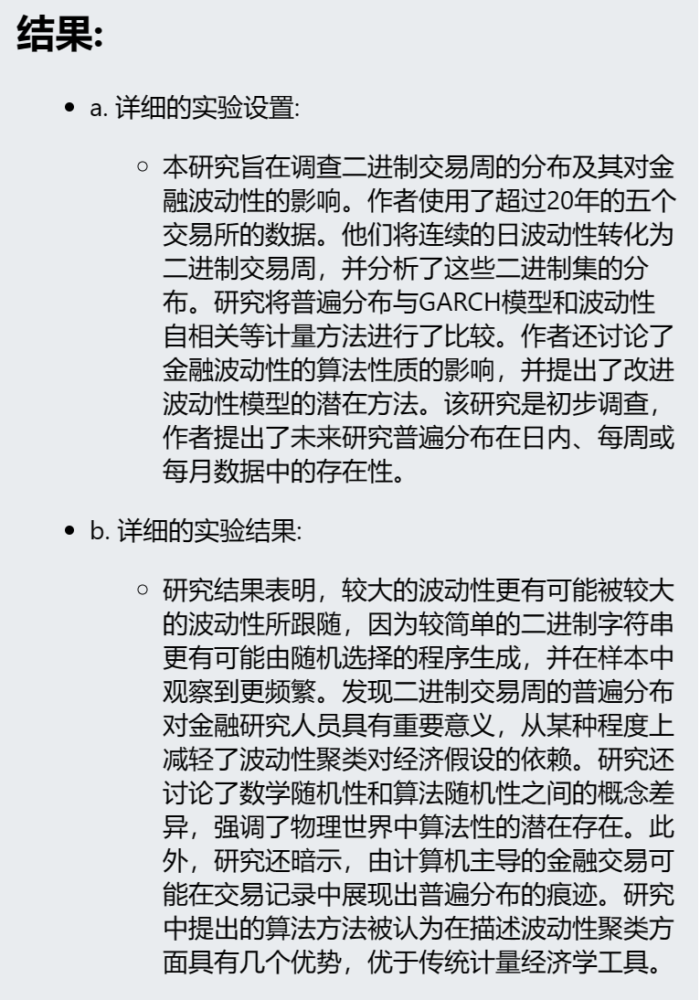 结果:
a. 详细的实验设置:
本研究旨在调查二进制交易周的分布及其对金
融波动性的影响。作者使用了超过20年的五个
交易所的数据。他们将连续的日波动性转化为
二进制交易周，并分析了这些二进制集的分
布。研究将普遍分布与GARCH模型和波动性
自相关等计量方法进行了比较。作者还讨论了
金融波动性的算法性质的影响，并提出了改进
波动性模型的潜在方法。该研究是初步调查，
作者提出了未来研究普遍分布在日内、每周或
每月数据中的存在性。
b. 详细的实验结果:
研究结果表明，较大的波动性更有可能被较大
的波动性所跟随，因为较简单的二进制字符串
更有可能由随机选择的程序生成，并在样本中
观察到更频繁。发现二进制交易周的普遍分布
对金融研究人员具有重要意义，从某种程度上
减轻了波动性聚类对经济假设的依赖。研究还
讨论了数学随机性和算法随机性之间的概念差
异，强调了物理世界中算法性的潜在存在。此
外，研究还暗示，由计算机主导的金融交易可
能在交易记录中展现出普遍分布的痕迹。研究
中提出的算法方法被认为在描述波动性聚类方
面具有几个优势，优于传统计量经济学工具。